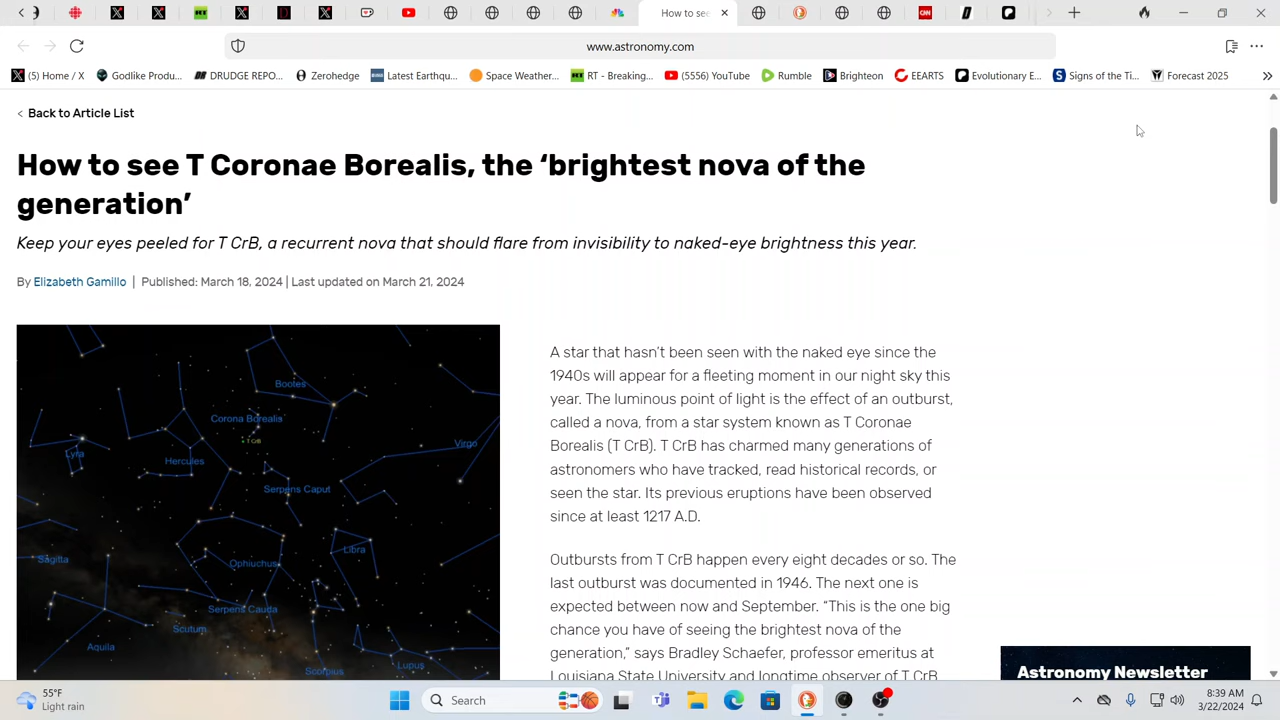 How to see
www.astronomy.com
(5) Home / X
Godlike Produ...
DRUDGE REPO...
Zerohedge
Latest Earthqu...
Space Weather...
RT - Breaking...
(5556) YouTube
Rumble
Brighteon
EEARTS
Evolutionary E...
Signs of the Ti...
Forecast 2025
< Back to Article List
How to see T Coronae Borealis, the ‘brightest nova of the
generation’
Keep your eyes peeled for T CrB, a recurrent nova that should flare from invisibility to naked-eye brightness this year.
By Elizabeth Gamillo | Published: March 18, 2024 | Last updated on March 21, 2024
Bootes
Corona Borealis
T CrB
Lyra
Hercules
Virgo
Serpens Caput
Libra
Sagitta
Ophiuchus
Serpens Cauda
Scutum
Aquila
Scorpius
Lupus
A star that hasn’t been seen with the naked eye since the
1940s will appear for a fleeting moment in our night sky this
year. The luminous point of light is the effect of an outburst,
called a nova, from a star system known as T Coronae
Borealis (T CrB). T CrB has charmed many generations of
astronomers who have tracked, read historical records, or
seen the star. Its previous eruptions have been observed
since at least 1217 A.D.
Outbursts from T CrB happen every eight decades or so. The
last outburst was documented in 1946. The next one is
expected between now and September. “This is the one big
chance you have of seeing the brightest nova of the
generation,” says Bradley Schaefer, professor emeritus at
Louisiana State University and longtime observer of T CrB.
Astronomy Newsletter
55°F
Light rain
Search
8:39 AM
3/22/2024